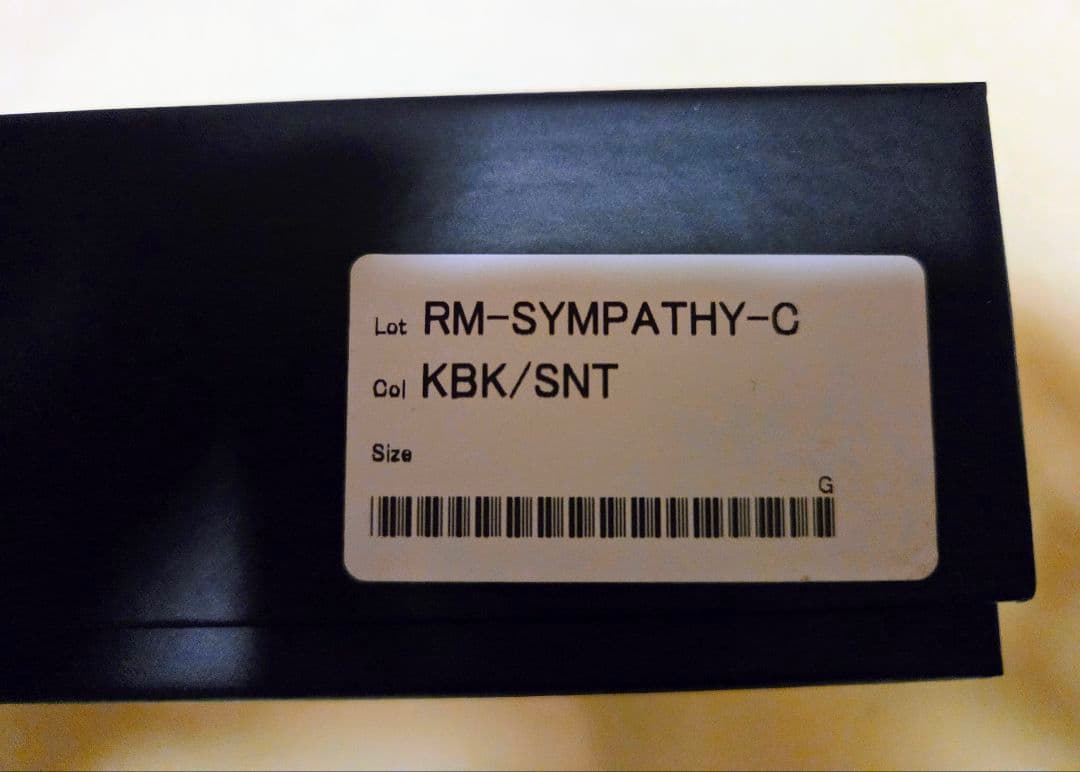 Lot RM-SYMPATHY-C
Col KBK/SNT
Size
G